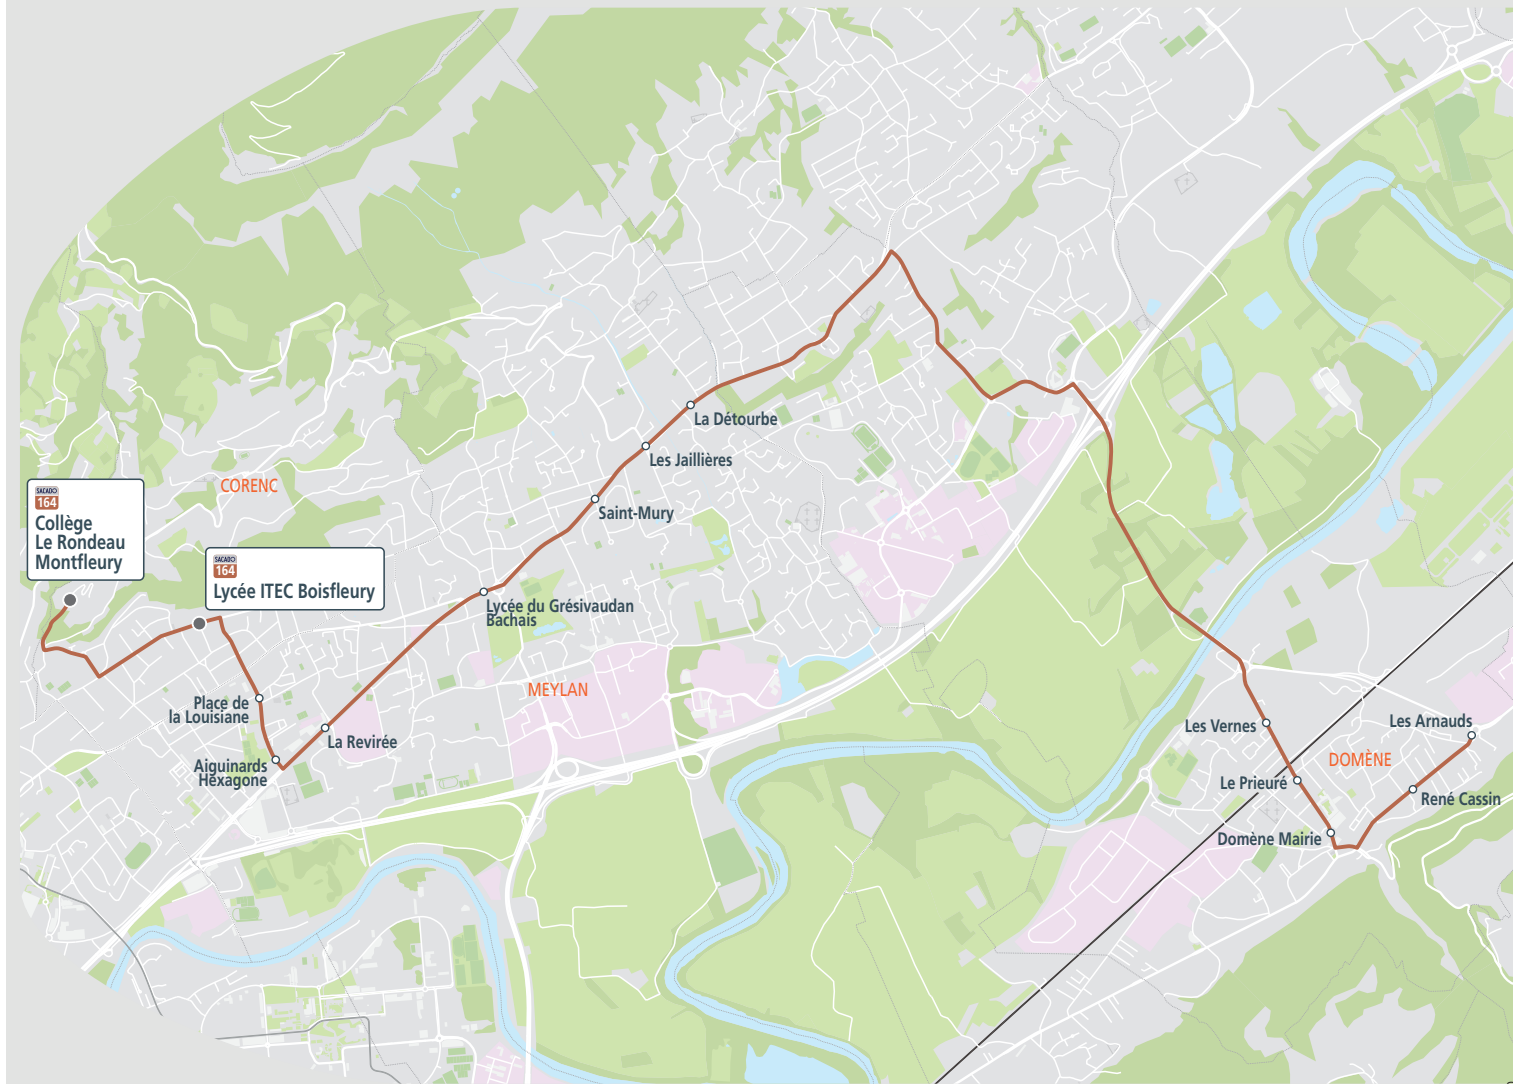 CORENC
SACADO
164
Collège
Le Rondeau
Montfleury
SACADO
164
Lycée ITEC Boisfleury
La Détourbe
Les Jaillières
Saint-Mury
Lycée du Grésivaudan
Bachais
MEYLAN
Place de
la Louisiane
La Revirée
Aiguinards
Hexagone
Les Vernes
Les Arnauds
Le Prieuré
DOMÈNE
René Cassin
Domène Mairie